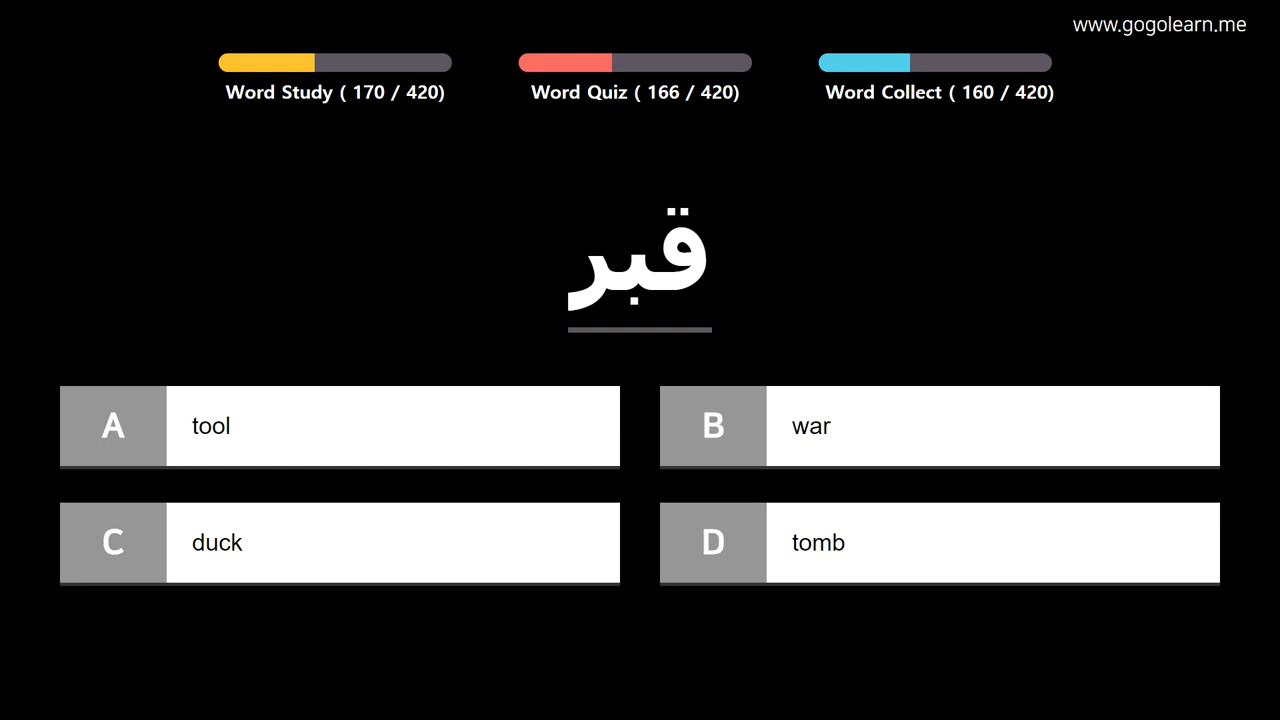 www.gogolearn.me
Word Study ( 170 / 420)
Word Quiz ( 166 / 420)
Word Collect ( 160 / 420)
قبر
A tool
B war
C duck
D tomb